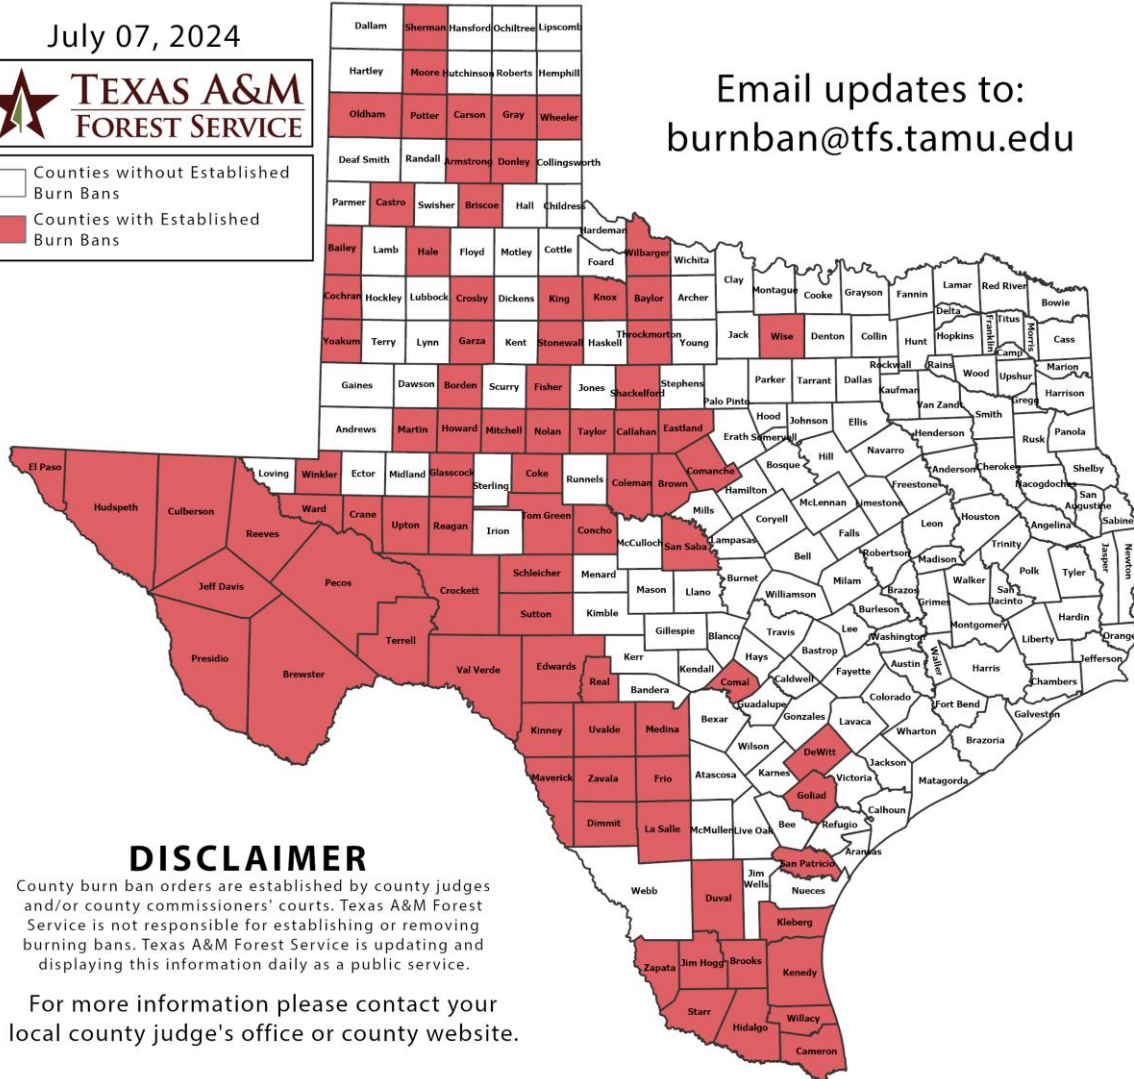 July 07, 2024
TEXAS A&M
FOREST SERVICE
Counties without Established
Burn Bans
Counties with Established
Burn Bans
Email updates to:
burnban@tfs.tamu.edu
Dallam Sherman Hansford Ochiltree Lipscomb
Hartley Moore Hutchinson Roberts Hemphill
Oldham Potter Carson Gray Wheeler
Deaf Smith Randall Armstrong Donley Collingsworth
Parmer Castro Swisher Briscoe Hall Childress
Hardeman
Bailey Lamb Hale Floyd Motley Cottle Foard Wilbarger Wichita
Clay Montague Cooke Grayson Fannin Lamar Red River Bowie
Cochran Hockley Lubbock Crosby Dickens King Knox Baylor Archer
Delta Franklin Titus Morris Cass
Yoakum Terry Lynn Garza Kent Stonewall Haskell Throckmorton Young Jack Wise Denton Collin Hunt Hopkins
Camp
Rockwall Rains Wood Upshur Marion
Gaines Dawson Borden Scurry Fisher Jones Shackelford Stephens Palo Pinto Parker Tarrant Dallas Kaufman Van Zandt Smith Gregg Harrison
Andrews Martin Howard Mitchell Nolan Taylor Callahan Eastland Erath Hood Somervell Johnson Ellis Henderson Rusk Panola
El Paso Hudspeth Culberson Reeves Loving Winkler Ector Midland Glasscock Sterling Coke Runnels Coleman Brown Comanche Hamilton Bosque Hill Navarro Freestone Anderson Cherokee Nacogdoches Shelby
San
Augustine
Sabine
Ward Crane Upton Reagan Irion Tom Green Concho McCulloch San Saba Mills Lampasas Coryell McLennan Limestone Falls Leon Houston Angelina
Trinity Jasper Newton
Jeff Davis Pecos Crockett Schleicher Menard Mason Llano Burnet Bell Milam Robertson Madison Walker Polk Tyler
San
Jacinto
Presidio Brewster Terrell Sutton Kimble Gillespie Blanco Williamson Travis Lee Burleson Brazos Grimes Montgomery Liberty Hardin Orange
Washington Waller
Val Verde Edwards Real Kerr Kendall Bandera Hays Comal Caldwell Bastrop Fayette Austin Harris Chambers Jefferson
Guadalupe Colorado Fort Bend Galveston
Kinney Uvalde Medina Bexar Wilson Gonzales Lavaca Wharton Brazoria
Maverick Zavala Frio Atascosa Karnes DeWitt Victoria Jackson Matagorda
Goliad Calhoun
Dimmit La Salle McMullen Live Oak Bee Refugio Aransas
San Patricio
Webb Duval
Jim
Wells
Nueces
Kleberg
Zapata Jim Hogg Brooks Kenedy
Starr Hidalgo Willacy
Cameron
DISCLAIMER
County burn ban orders are established by county judges
and/or county commissioners' courts. Texas A&M Forest
Service is not responsible for establishing or removing
burning bans. Texas A&M Forest Service is updating and
displaying this information daily as a public service.
For more information please contact your
local county judge's office or county website.